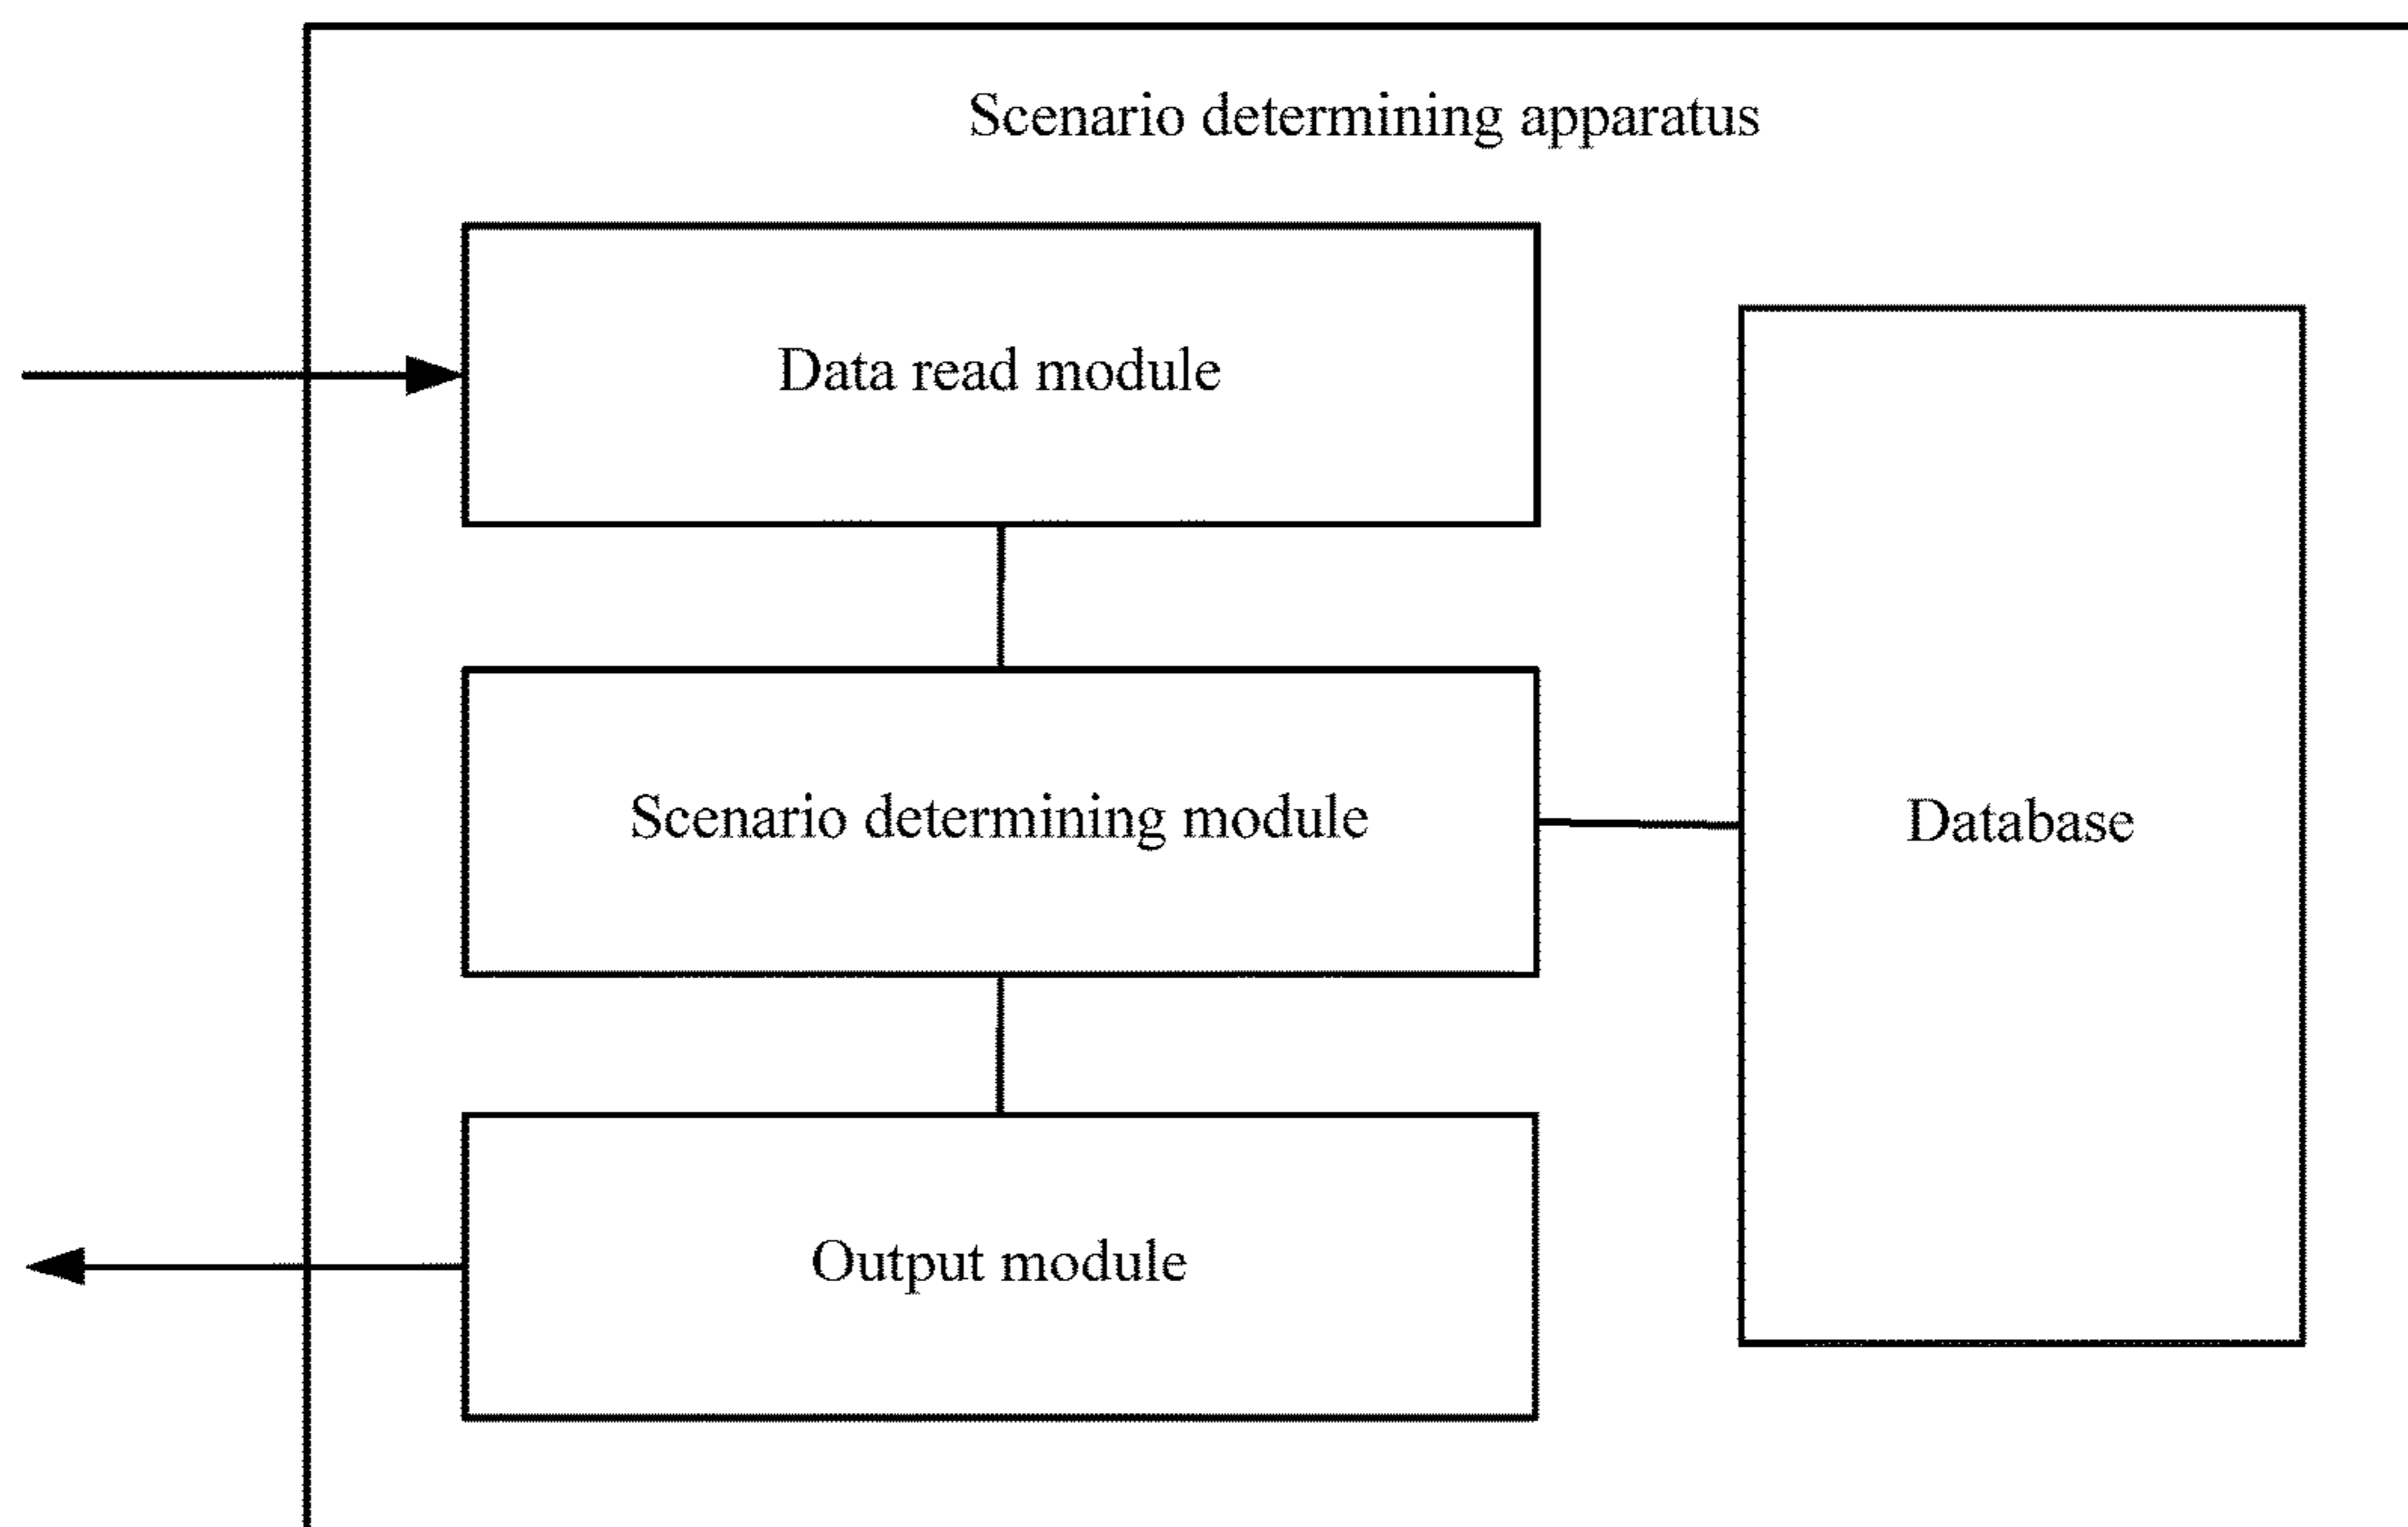 Scenario determining apparatus
Data read module
Scenario determining module
Database
Output module